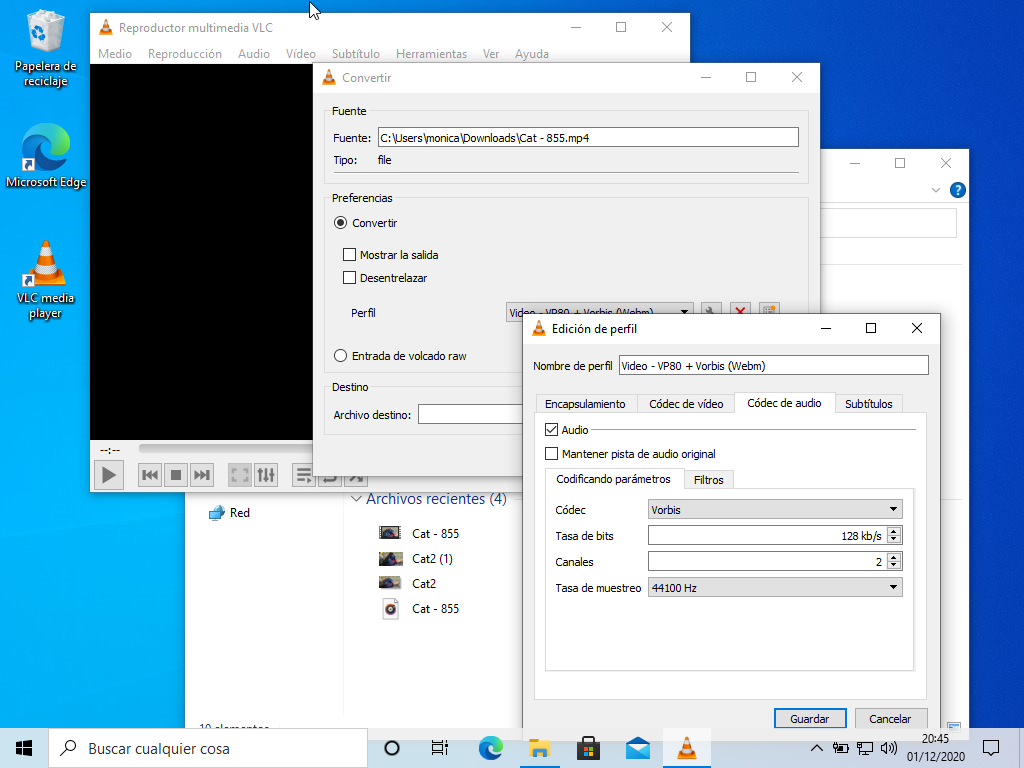 Papelera de
reciclaje
Microsoft Edge
VLC media
player
Reproductor multimedia VLC
Medio Reproducción Audio Vídeo Subtítulo Herramientas Ver Ayuda
--:--
Convertir
Fuente
Fuente: C:\Users\monica\Downloads\Cat - 855.mp4
Tipo: file
Preferencias
Convertir
Mostrar la salida
Desentrelazar
Perfil Video - VP80 + Vorbis (Webm)
Entrada de volcado raw
Destino
Archivo destino:
Edición de perfil
Nombre de perfil Video - VP80 + Vorbis (Webm)
Encapsulamiento Códec de vídeo Códec de audio Subtítulos
Audio
Mantener pista de audio original
Codificando parámetros Filtros
Códec Vorbis
Tasa de bits 128 kb/s
Canales 2
Tasa de muestreo 44100 Hz
Guardar Cancelar
Red
Archivos recientes (4)
Cat - 855
Cat2 (1)
Cat2
Cat - 855
10 elementos
Buscar cualquier cosa
20:45
01/12/2020